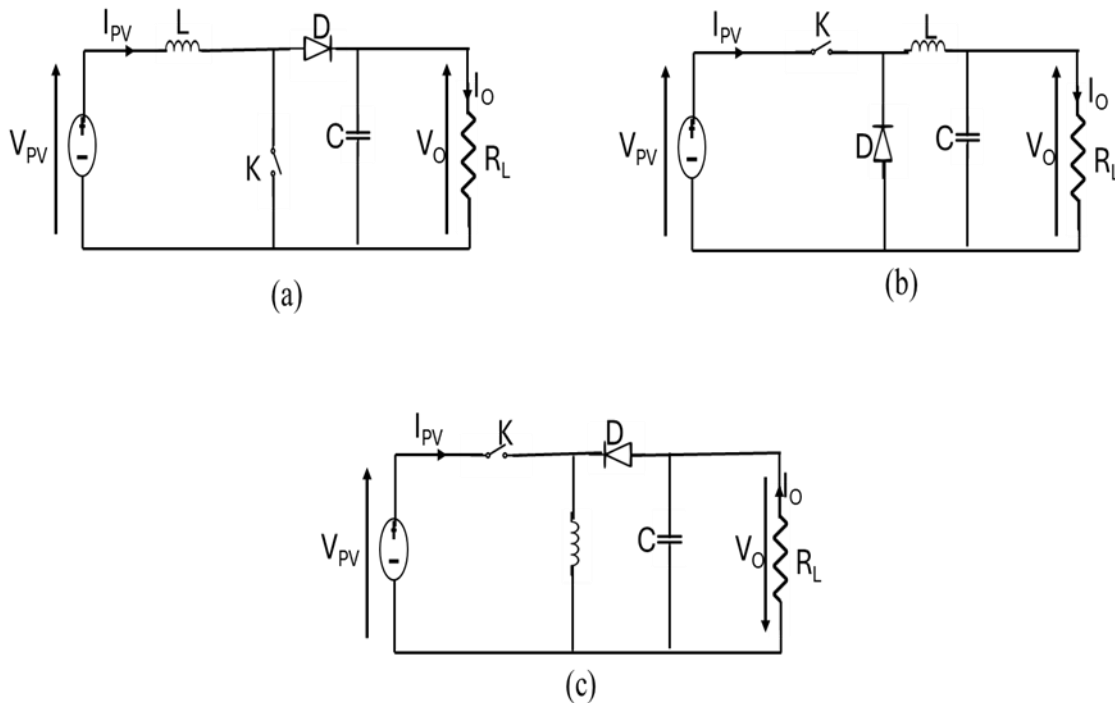 I_PV L D
V_PV + - K C V_O I_O R_L
(a)
I_PV K L
V_PV + - D C V_O I_O R_L
(b)
I_PV K D
V_PV + - C V_O I_O R_L
(c)